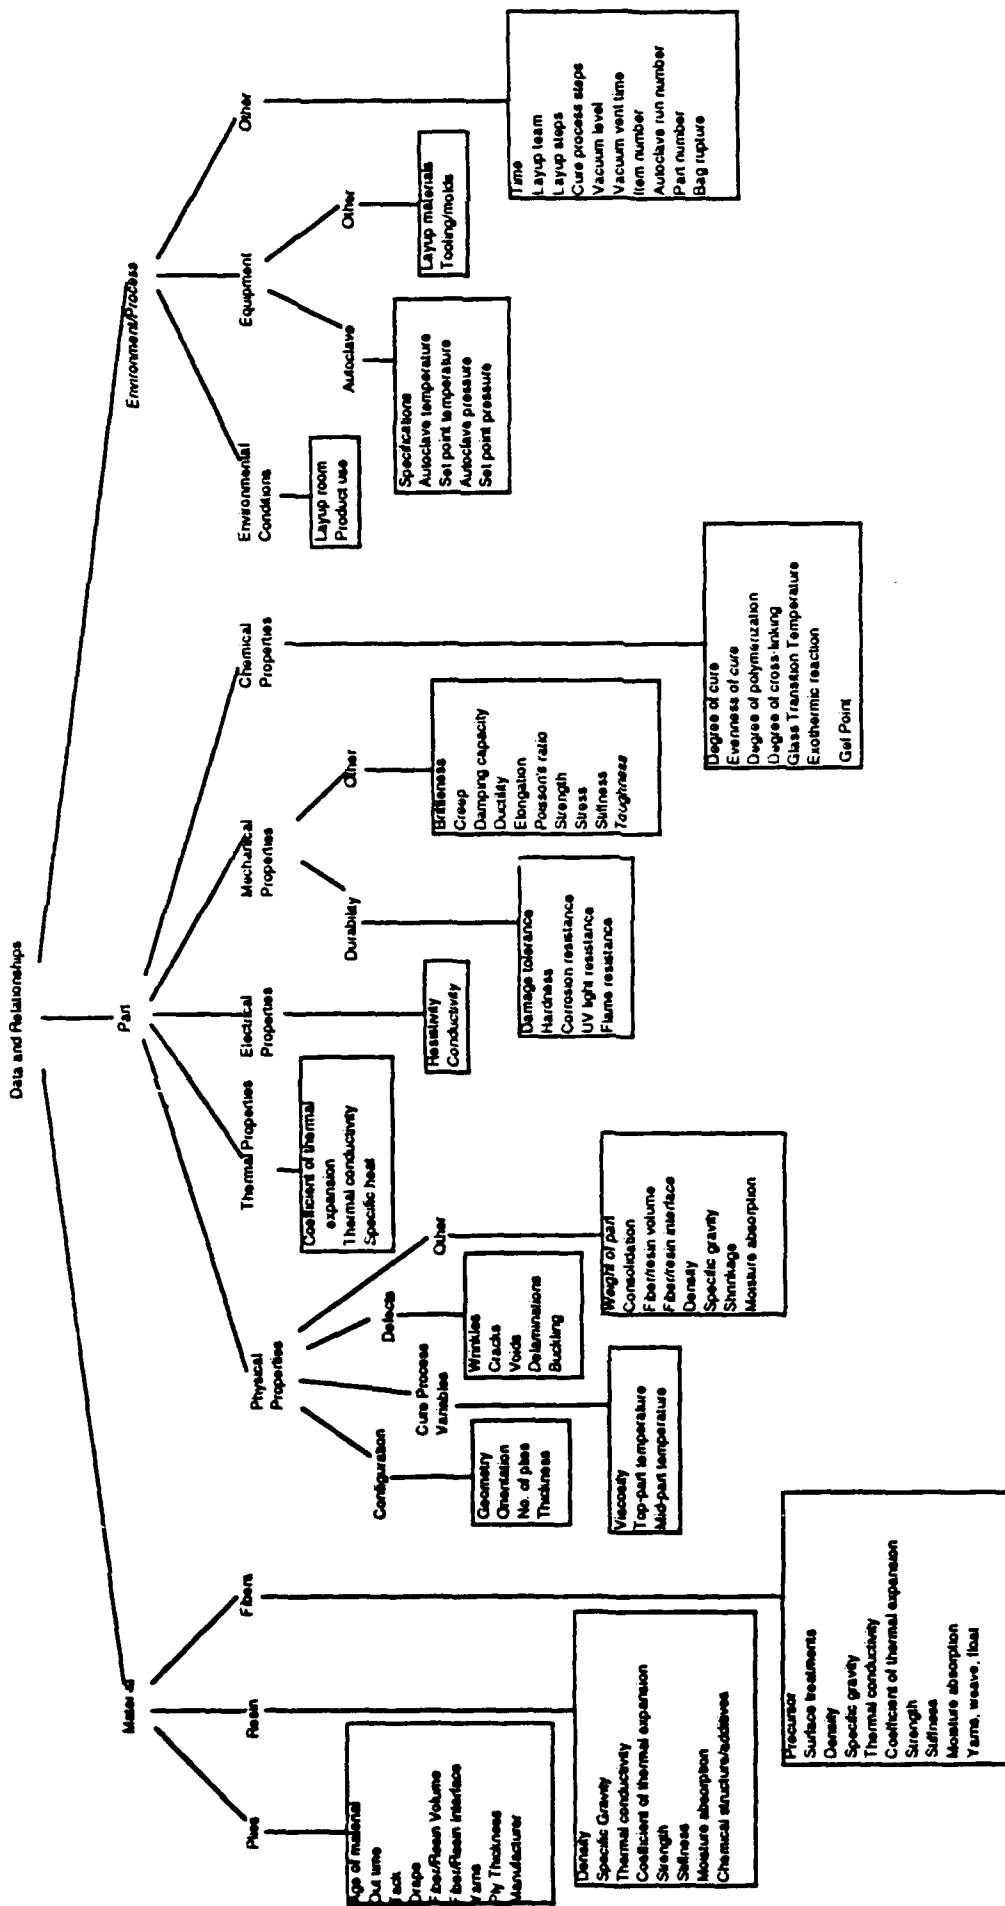 Data and Relationships
Material
Part
Environment/Process
Plies
Resin
Fibers
Age of material
Out time
Tack
Drape
Fiber/Resin Volume
Fiber/Resin Interface
Yarns
Ply Thickness
Manufacturer
Density
Specific Gravity
Thermal conductivity
Coefficient of thermal expansion
Strength
Stiffness
Moisture absorption
Chemical structure/additives
Precursor
Surface treatments
Density
Specific gravity
Thermal conductivity
Coefficient of thermal expansion
Strength
Stiffness
Moisture absorption
Yarns, weave, float
Physical
Properties
Thermal Properties
Electrical
Properties
Mechanical
Properties
Chemical
Properties
Configuration
Cure Process
Variables
Defects
Other
Geometry
Orientation
No. of plies
Thickness
Viscosity
Top-part temperature
Mid-part temperature
Wrinkles
Cracks
Voids
Delaminations
Buckling
Weight of part
Consolidation
Fiber/resin volume
Fiber/resin interface
Density
Specific gravity
Shrinkage
Moisture absorption
Coefficient of thermal
expansion
Thermal conductivity
Specific heat
Resistivity
Conductivity
Durability
Other
Damage tolerance
Hardness
Corrosion resistance
UV light resistance
Flame resistance
Brittleness
Creep
Damping capacity
Ductility
Elongation
Poisson's ratio
Strength
Stress
Stiffness
Toughness
Degree of cure
Evenness of cure
Degree of polymerization
Degree of cross-linking
Glass Transition Temperature
Exothermic reaction
Gel Point
Environmental
Conditions
Equipment
Other
Layup room
Product use
Autoclave
Other
Specifications
Autoclave temperature
Set point temperature
Autoclave pressure
Set point pressure
Layup materials
Tooling/molds
Time
Layup team
Layup steps
Cure process steps
Vacuum level
Vacuum vent time
Item number
Autoclave run number
Part number
Bag rupture